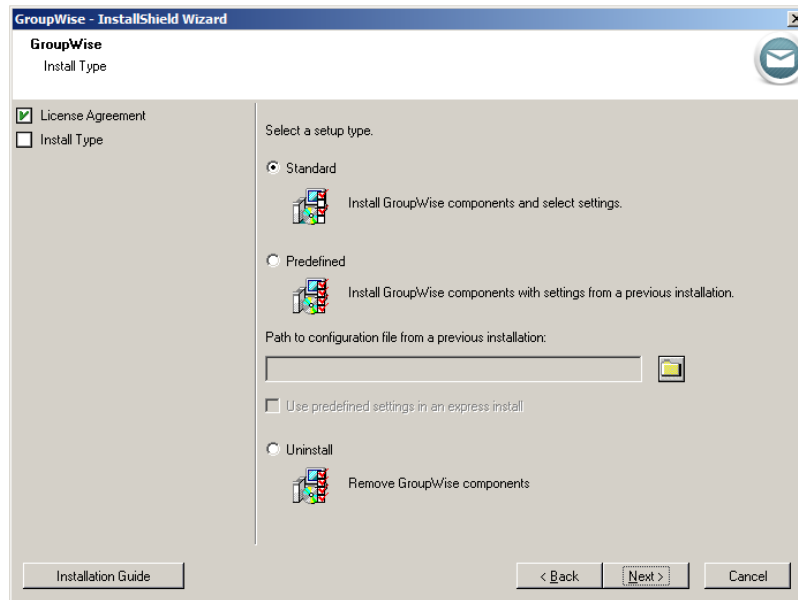 GroupWise - InstallShield Wizard
GroupWise
Install Type
License Agreement
Install Type
Select a setup type.
Standard
Install GroupWise components and select settings.
Predefined
Install GroupWise components with settings from a previous installation.
Path to configuration file from a previous installation:
Use predefined settings in an express install
Uninstall
Remove GroupWise components
Installation Guide
< Back
Next >
Cancel